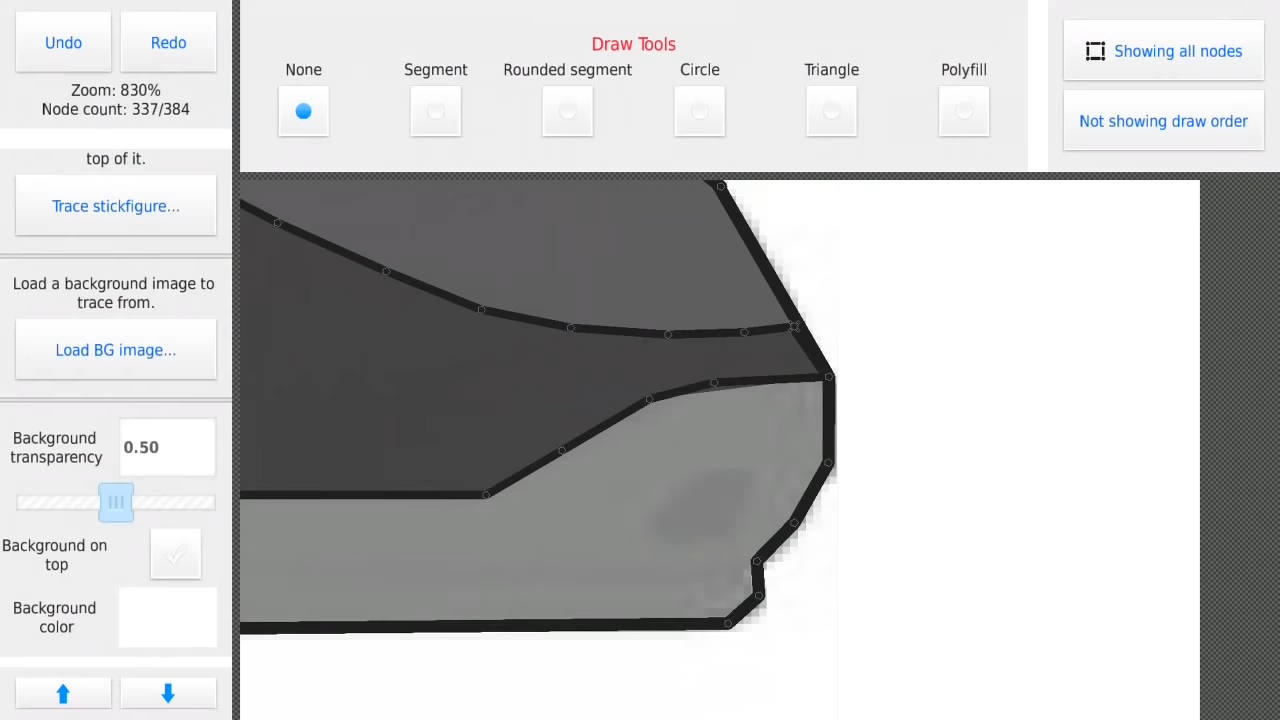 Undo
Redo
Zoom: 830%
Node count: 337/384
top of it.
Trace stickfigure...
Load a background image to
trace from.
Load BG image...
Background
transparency
0.50
Background on
top
Background
color
Draw Tools
None
Segment
Rounded segment
Circle
Triangle
Polyfill
Showing all nodes
Not showing draw order